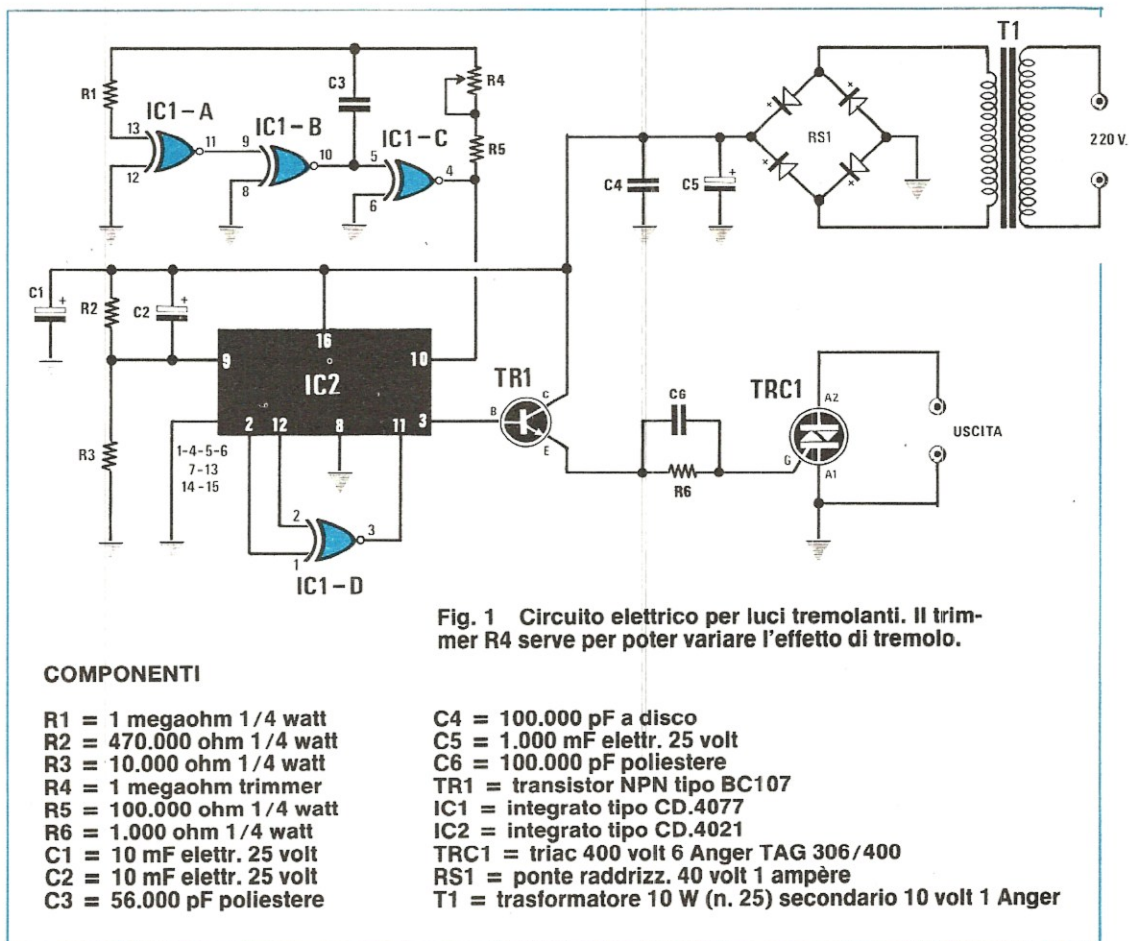 T1
R1
C3
R4
IC1-A
IC1-B
IC1-C
13
11
9
10
5
4
R5
12
8
6
RS1
220 V.
C4
C5
+
C1
+
R2
C2
+
9
16
10
IC2
2
12
8
11
3
TR1
B
C
E
C6
R6
TRC1
A2
G
A1
USCITA
R3
1-4-5-6
7-13
14-15
2
3
1
IC1-D
Fig. 1 Circuito elettrico per luci tremolanti. Il trim-
mer R4 serve per poter variare l'effetto di tremolo.
COMPONENTI
R1 = 1 megaohm 1/4 watt
R2 = 470.000 ohm 1/4 watt
R3 = 10.000 ohm 1/4 watt
R4 = 1 megaohm trimmer
R5 = 100.000 ohm 1/4 watt
R6 = 1.000 ohm 1/4 watt
C1 = 10 mF elettr. 25 volt
C2 = 10 mF elettr. 25 volt
C3 = 56.000 pF poliestere
C4 = 100.000 pF a disco
C5 = 1.000 mF elettr. 25 volt
C6 = 100.000 pF poliestere
TR1 = transistor NPN tipo BC107
IC1 = integrato tipo CD.4077
IC2 = integrato tipo CD.4021
TRC1 = triac 400 volt 6 Anger TAG 306/400
RS1 = ponte raddrizz. 40 volt 1 ampère
T1 = trasformatore 10 W (n. 25) secondario 10 volt 1 Anger